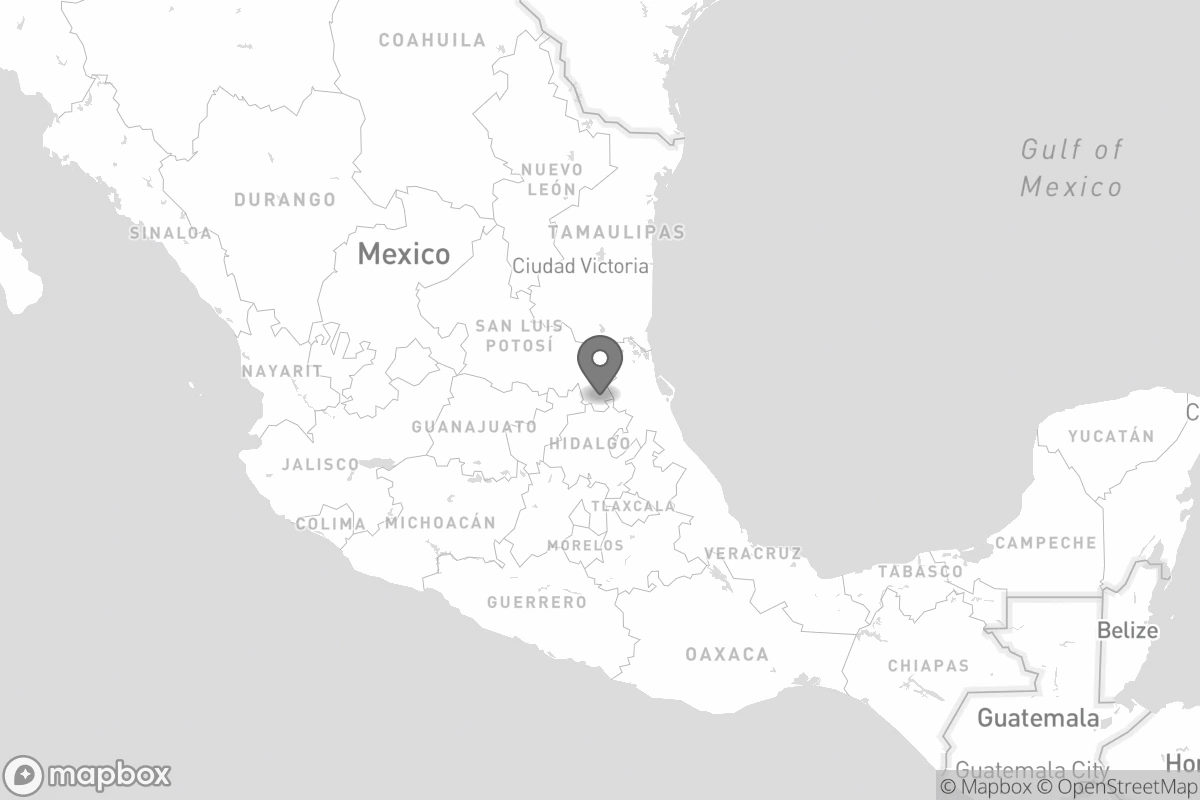 COAHUILA
Gulf of
Mexico
NUEVO
LEÓN
DURANGO
SINALOA
TAMAULIPAS
Mexico
Ciudad Victoria
SAN LUIS
POTOSÍ
NAYARIT
GUANAJUATO
HIDALGO
YUCATÁN
C
JALISCO
TLAXCALA
COLIMA
MICHOACÁN
MORELOS
VERACRUZ
CAMPECHE
TABASCO
GUERRERO
Belize
OAXACA
CHIAPAS
Guatemala
Guatemala City
Hon
mapbox
© Mapbox © OpenStreetMap